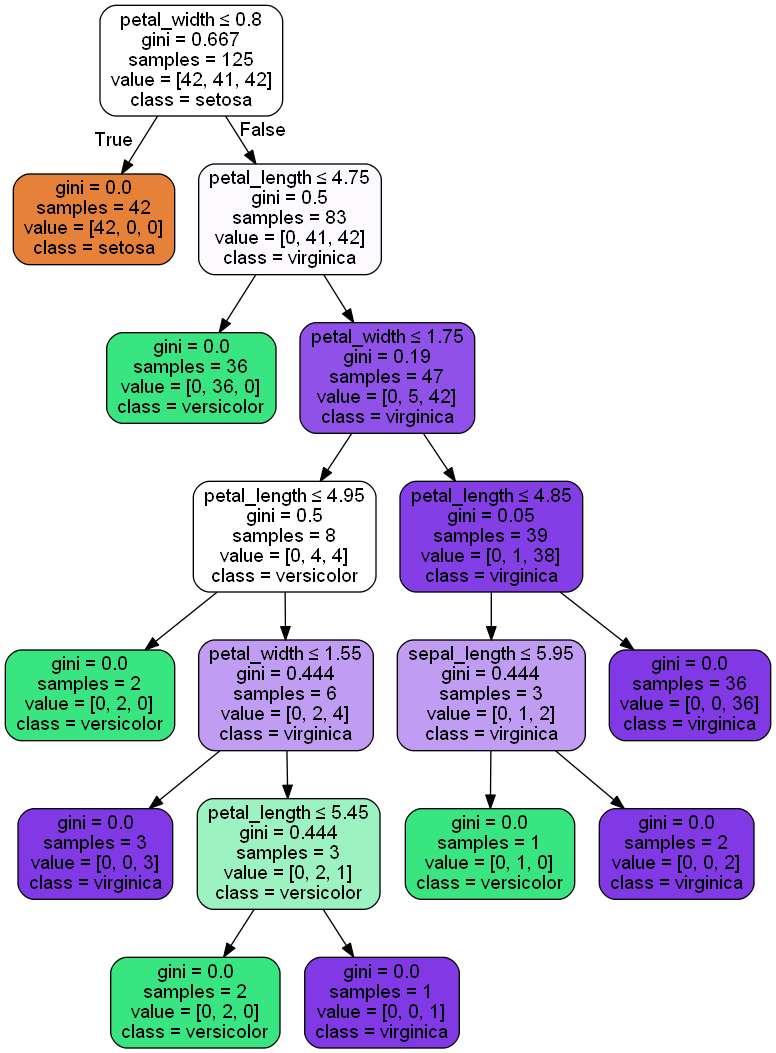 petal_width ≤ 0.8
gini = 0.667
samples = 125
value = [42, 41, 42]
class = setosa
True
False
gini = 0.0
samples = 42
value = [42, 0, 0]
class = setosa
petal_length ≤ 4.75
gini = 0.5
samples = 83
value = [0, 41, 42]
class = virginica
gini = 0.0
samples = 36
value = [0, 36, 0]
class = versicolor
petal_width ≤ 1.75
gini = 0.19
samples = 47
value = [0, 5, 42]
class = virginica
petal_length ≤ 4.95
gini = 0.5
samples = 8
value = [0, 4, 4]
class = versicolor
petal_length ≤ 4.85
gini = 0.05
samples = 39
value = [0, 1, 38]
class = virginica
gini = 0.0
samples = 2
value = [0, 2, 0]
class = versicolor
petal_width ≤ 1.55
gini = 0.444
samples = 6
value = [0, 2, 4]
class = virginica
sepal_length ≤ 5.95
gini = 0.444
samples = 3
value = [0, 1, 2]
class = virginica
gini = 0.0
samples = 36
value = [0, 0, 36]
class = virginica
gini = 0.0
samples = 3
value = [0, 0, 3]
class = virginica
petal_length ≤ 5.45
gini = 0.444
samples = 3
value = [0, 2, 1]
class = versicolor
gini = 0.0
samples = 1
value = [0, 1, 0]
class = versicolor
gini = 0.0
samples = 2
value = [0, 0, 2]
class = virginica
gini = 0.0
samples = 2
value = [0, 2, 0]
class = versicolor
gini = 0.0
samples = 1
value = [0, 0, 1]
class = virginica